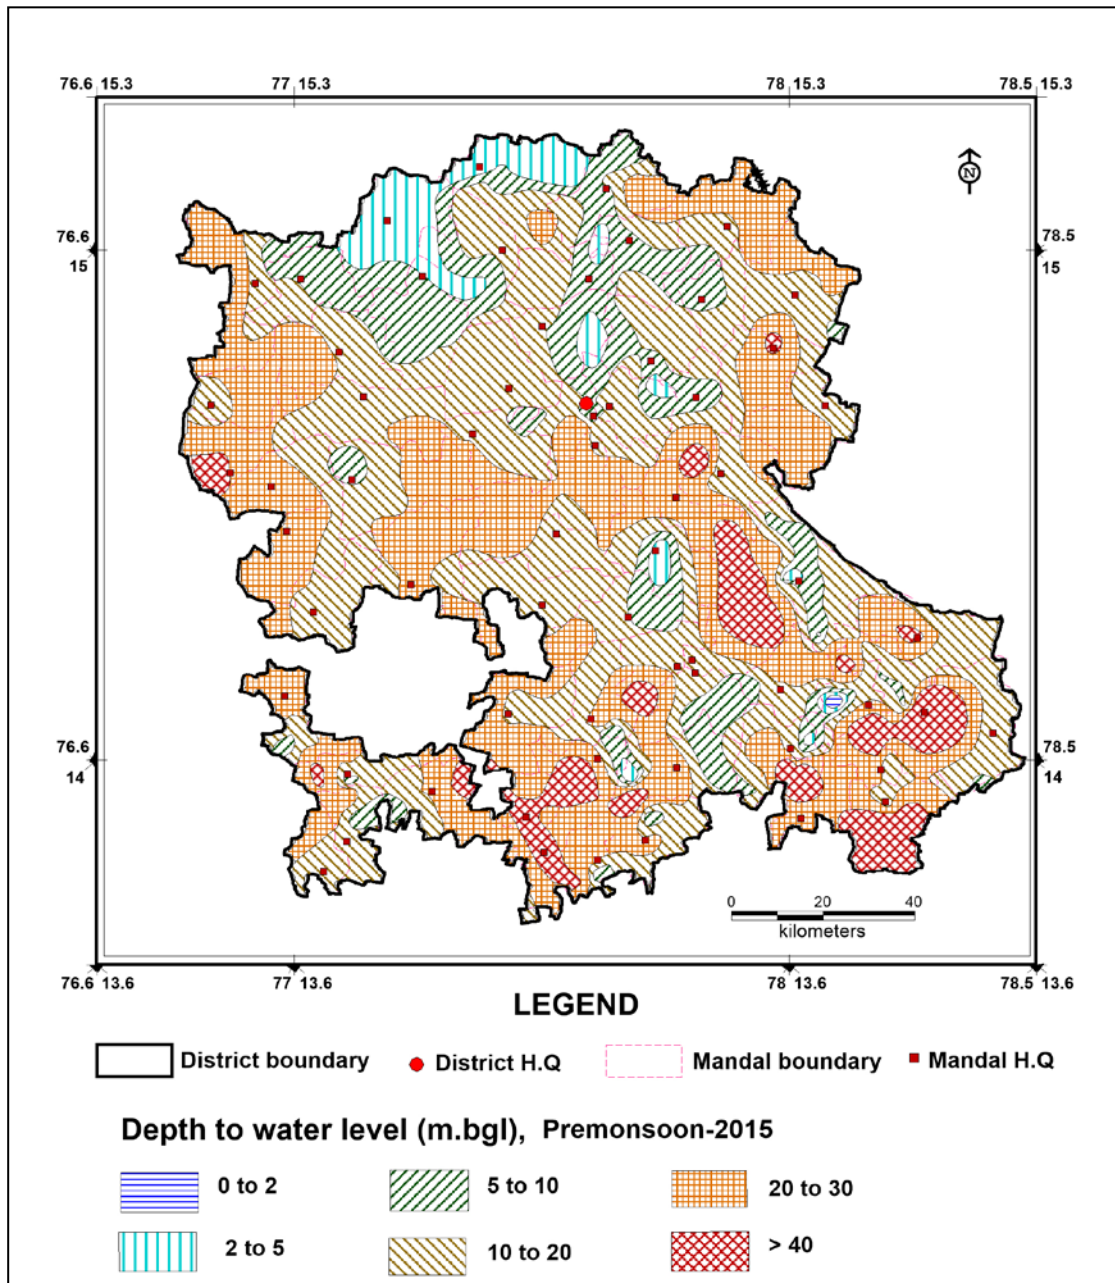 76.6 15.3 77 15.3 78 15.3 78.5 15.3
N
76.6 78.5
15 15
76.6 78.5
14 14
0 20 40
kilometers
76.6 13.6 77 13.6 78 13.6 78.5 13.6
LEGEND
District boundary District H.Q Mandal boundary Mandal H.Q
Depth to water level (m.bgl), Premonsoon-2015
0 to 2 5 to 10 20 to 30
2 to 5 10 to 20 > 40